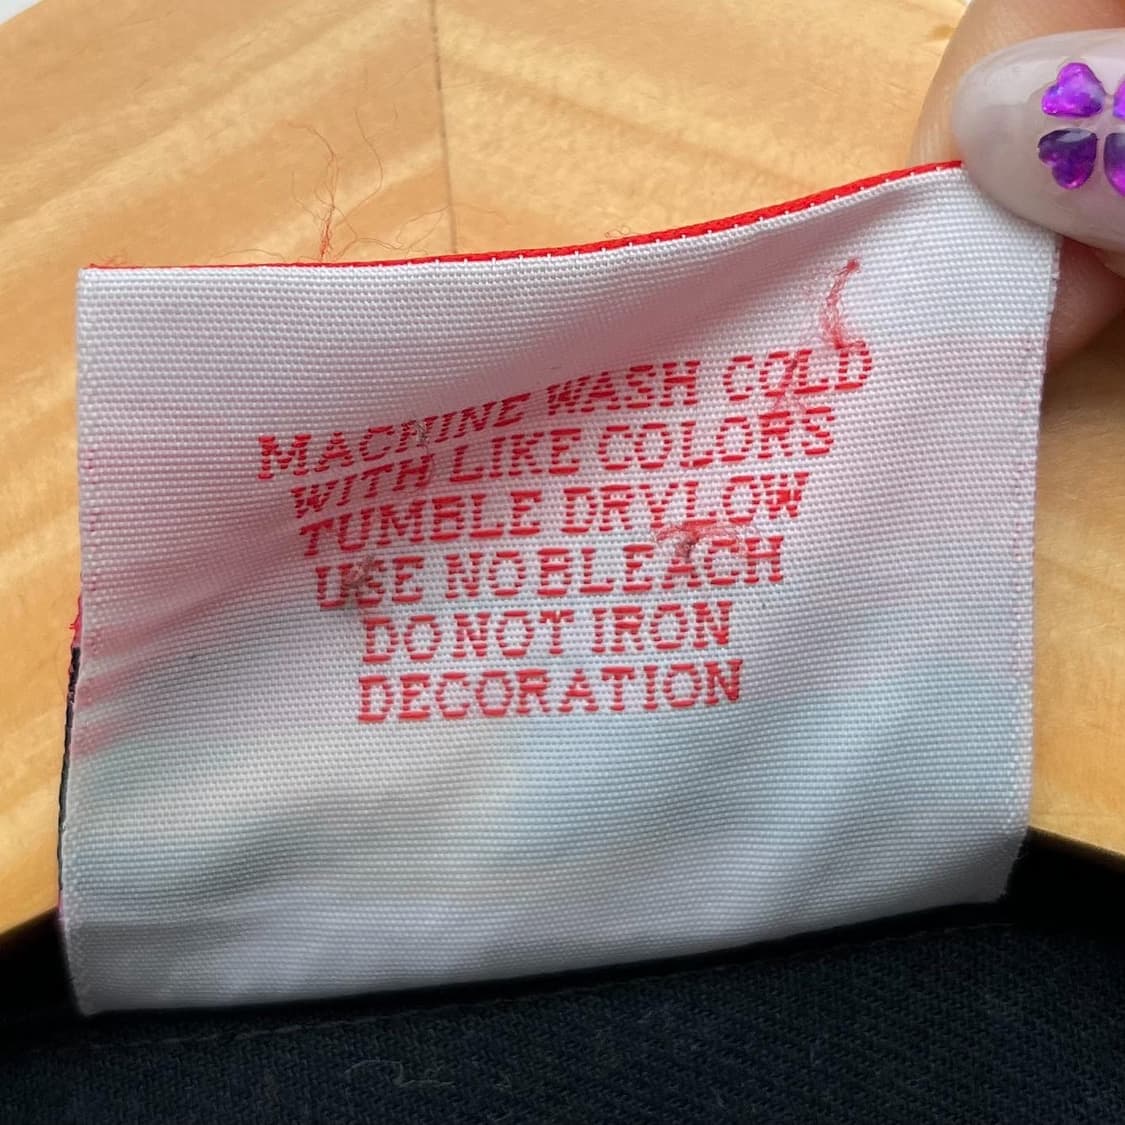 MACHINE WASH COLD
WITH LIKE COLORS
TUMBLE DRY LOW
USE NO BLEACH
DO NOT IRON
DECORATION